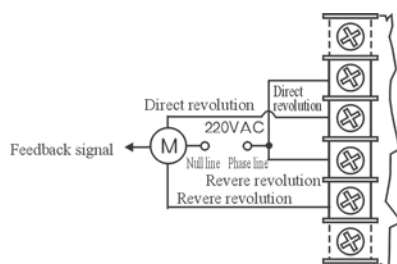 Direct
revolution
Direct revolution
220VAC
Feedback signal
M
Null line
Phase line
Revere revolution
Revere revolution